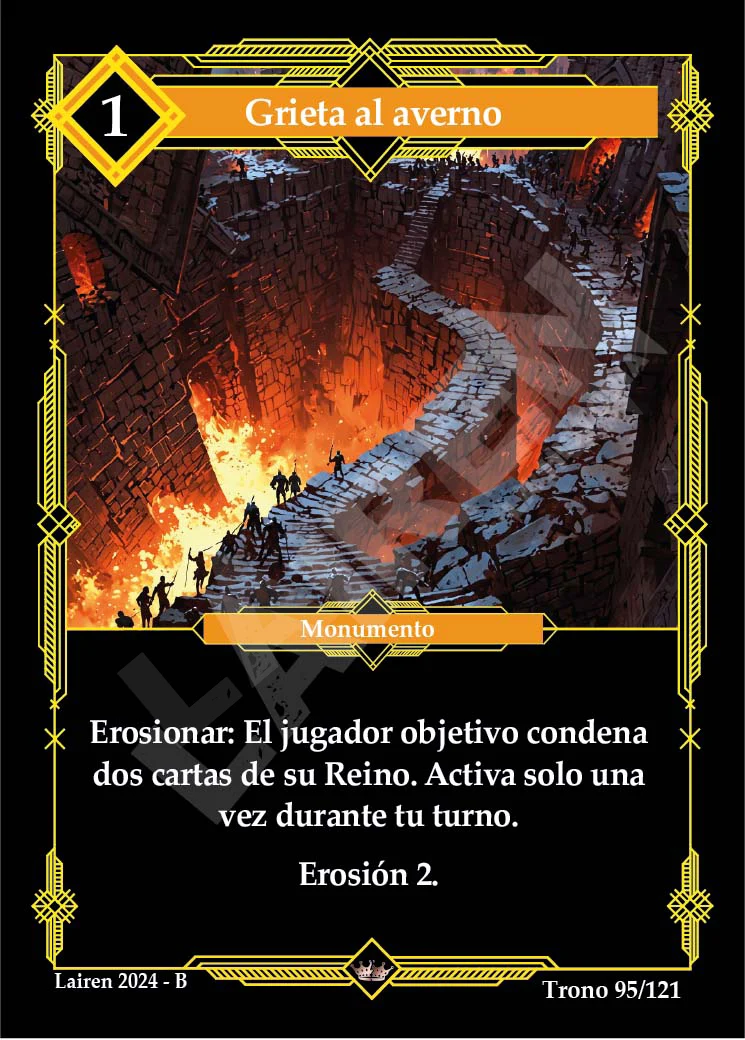 1
Grieta al averno
LAIREN
Monumento
Erosionar: El jugador objetivo condena
dos cartas de su Reino. Activa solo una
vez durante tu turno.
Erosión 2.
Lairen 2024 - B
Trono 95/121